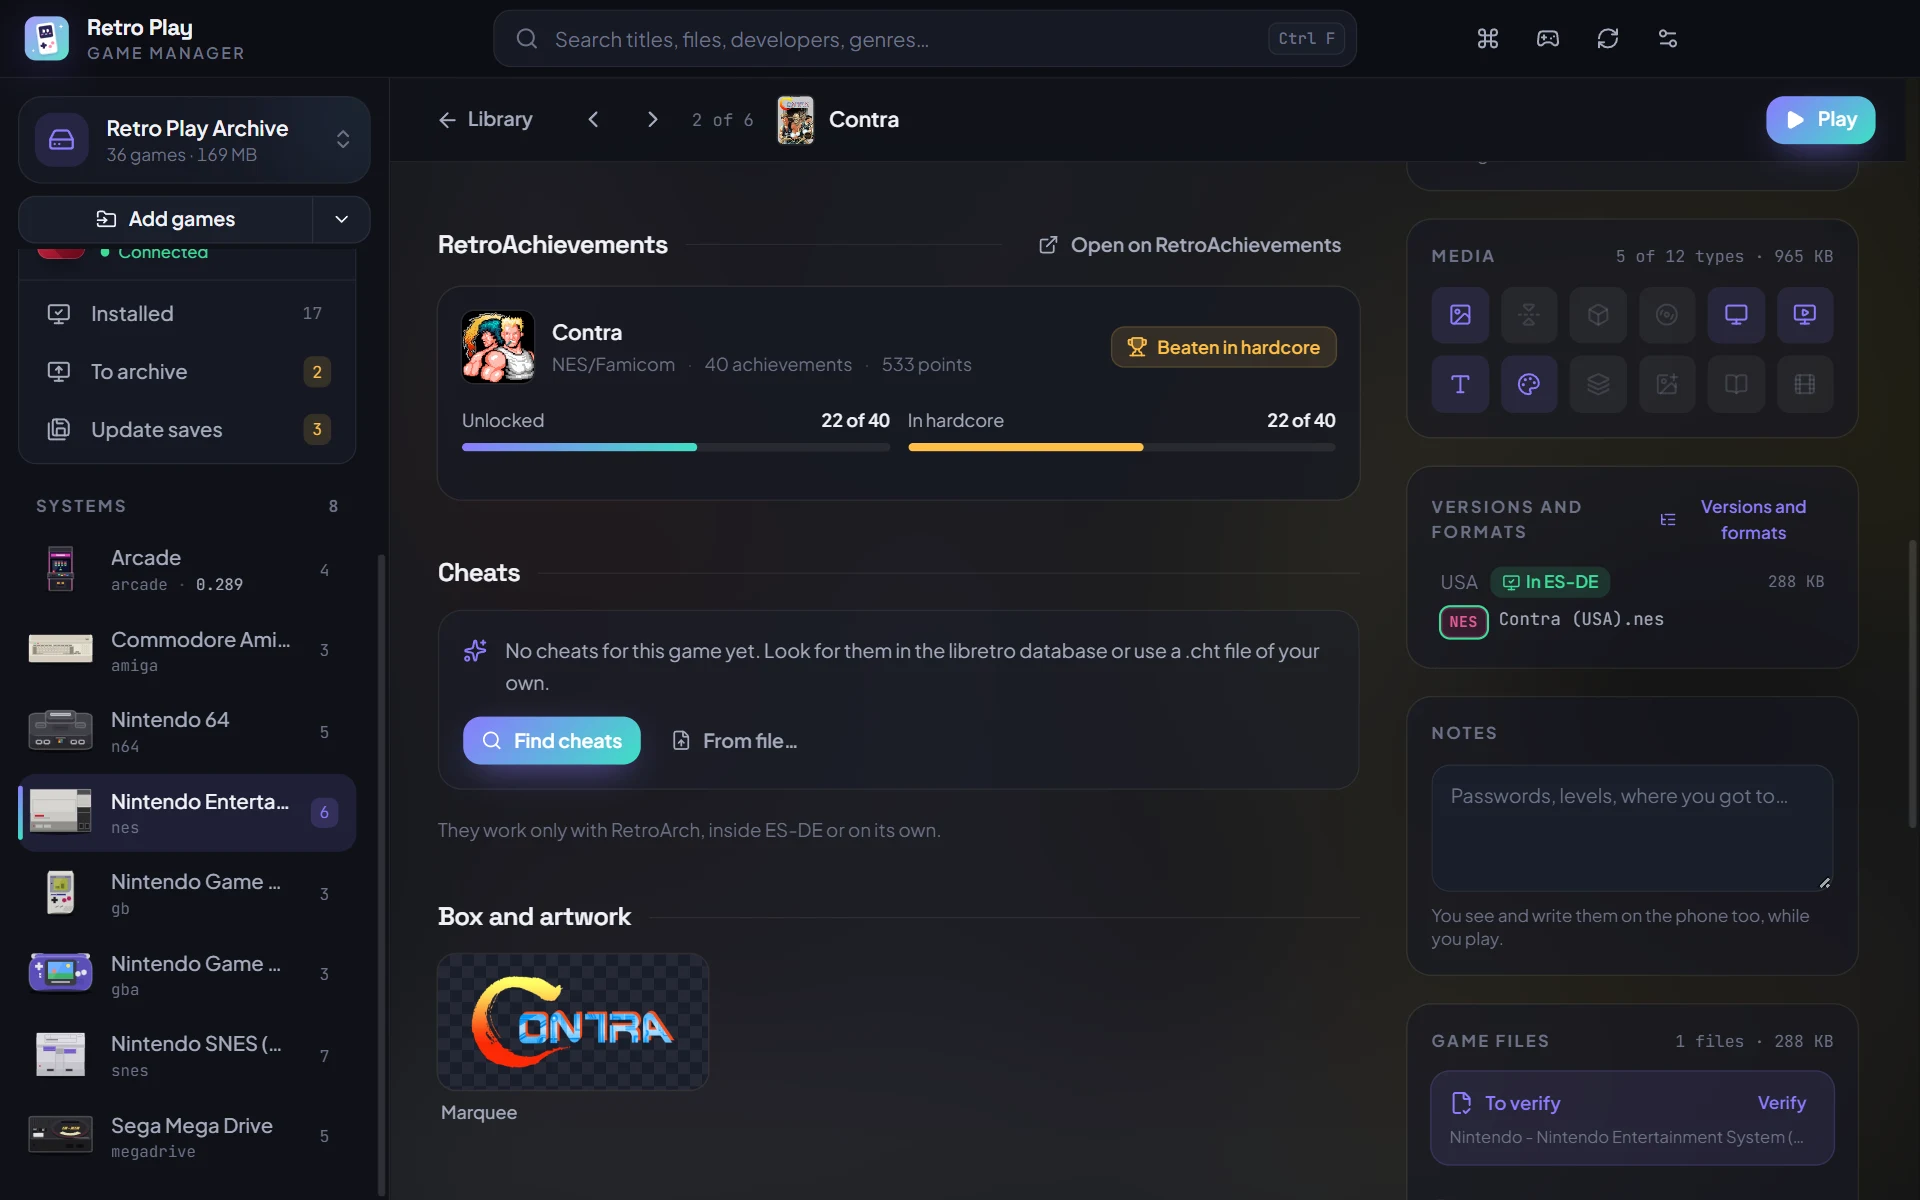 Retro Play
GAME MANAGER
Search titles, files, developers, genres...
Ctrl F
Retro Play Archive
36 games · 169 MB
Add games
Connected
Installed
17
To archive
2
Update saves
3
SYSTEMS
8
Arcade
arcade · 0.289
4
Commodore Ami...
amiga
3
Nintendo 64
n64
5
Nintendo Enterta...
nes
6
Nintendo Game ...
gb
3
Nintendo Game ...
gba
3
Nintendo SNES (...
snes
7
Sega Mega Drive
megadrive
5
Library
2 of 6
Contra
Play
RetroAchievements
Open on RetroAchievements
Contra
NES/Famicom · 40 achievements · 533 points
Beaten in hardcore
Unlocked
22 of 40
In hardcore
22 of 40
Cheats
No cheats for this game yet. Look for them in the libretro database or use a .cht file of your
own.
Find cheats
From file...
They work only with RetroArch, inside ES-DE or on its own.
Box and artwork
CONTRA
Marquee
MEDIA
5 of 12 types · 965 KB
VERSIONS AND
FORMATS
Versions and
formats
USA
In ES-DE
288 KB
NES
Contra (USA).nes
NOTES
Passwords, levels, where you got to...
You see and write them on the phone too, while
you play.
GAME FILES
1 files · 288 KB
To verify
Verify
Nintendo - Nintendo Entertainment System (...